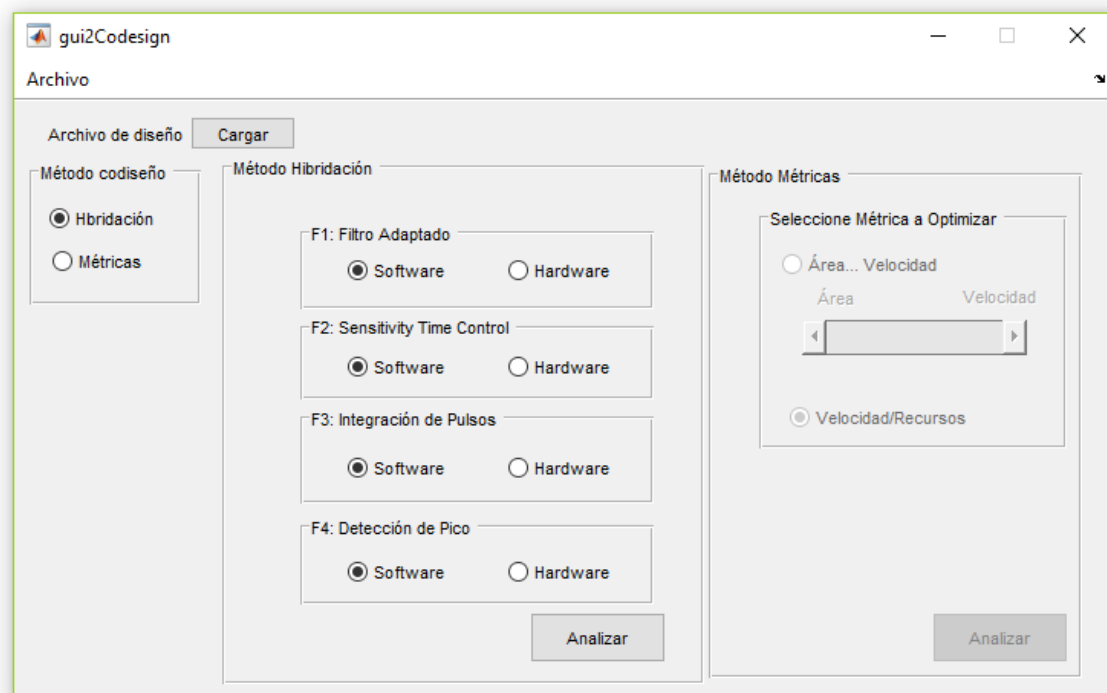 gui2Codesign
Archivo
Archivo de diseño Cargar
Método codiseño
Hbridación
Métricas
Método Hibridación
F1: Filtro Adaptado
Software Hardware
F2: Sensitivity Time Control
Software Hardware
F3: Integración de Pulsos
Software Hardware
F4: Detección de Pico
Software Hardware
Analizar
Método Métricas
Seleccione Métrica a Optimizar
Área... Velocidad
Área Velocidad
Velocidad/Recursos
Analizar